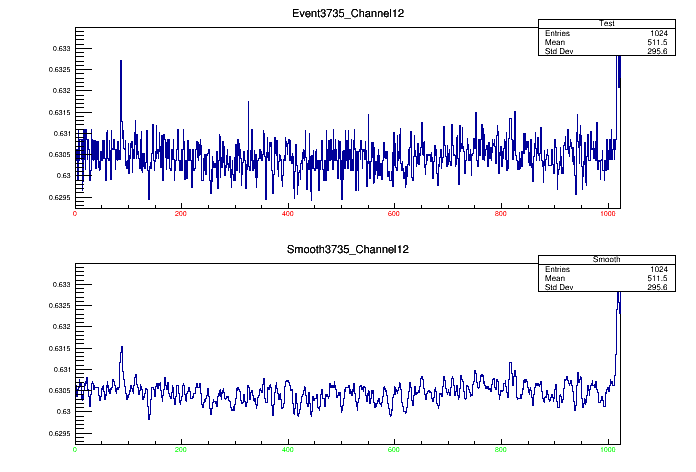 Event3735_Channel12
Test
Entries 1024
Mean 511.5
Std Dev 295.6
0.633
0.6325
0.632
0.6315
0.631
0.6305
0.63
0.6295
0 200 400 600 800 1000
Smooth3735_Channel12
Smooth
Entries 1024
Mean 511.5
Std Dev 295.6
0.633
0.6325
0.632
0.6315
0.631
0.6305
0.63
0.6295
0 200 400 600 800 1000